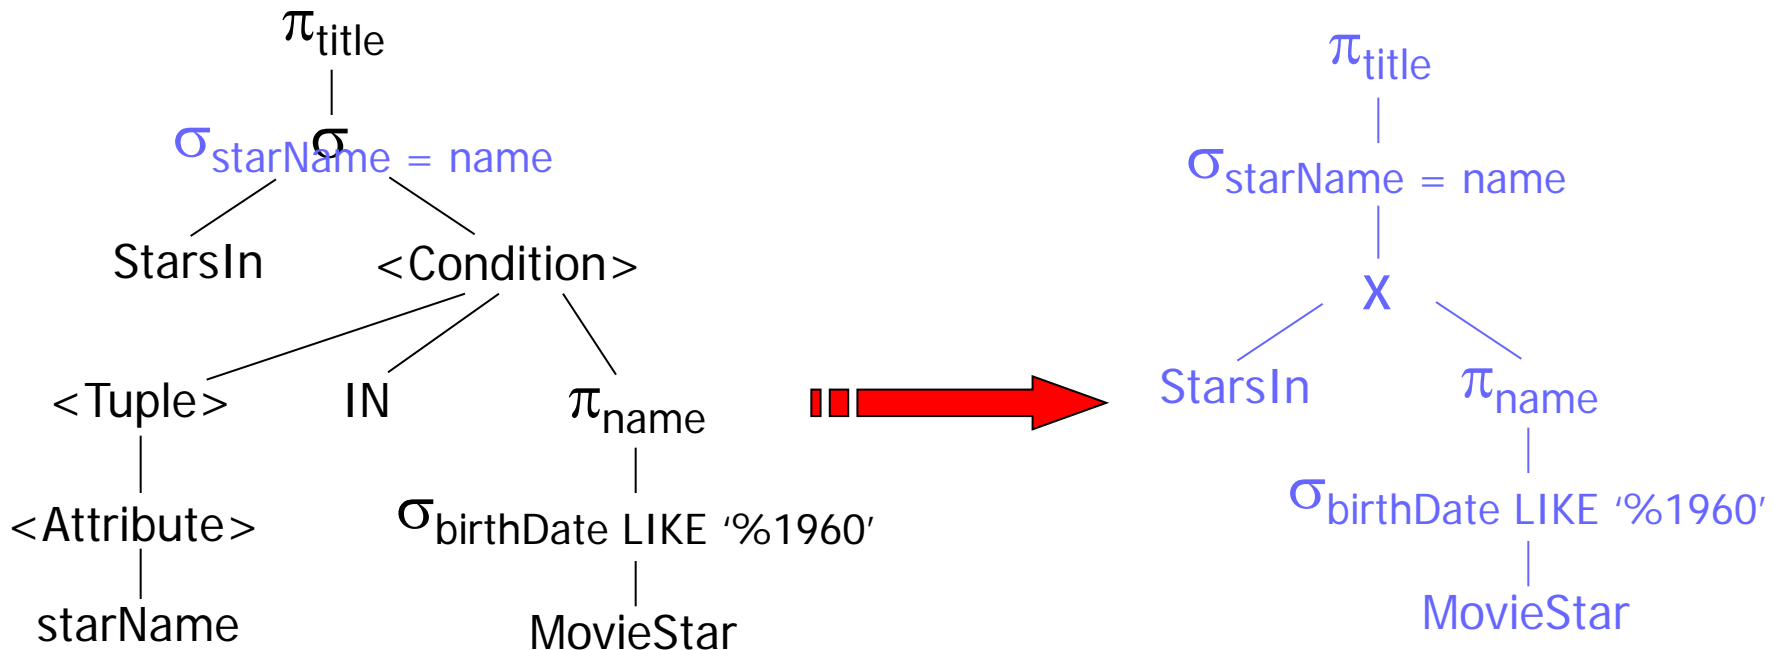 πtitle
σ
σstarName = name
StarsIn <Condition>
<Tuple> IN πname
<Attribute> σbirthDate LIKE ‘%1960’
starName MovieStar
πtitle
σstarName = name
X
StarsIn πname
σbirthDate LIKE ‘%1960’
MovieStar